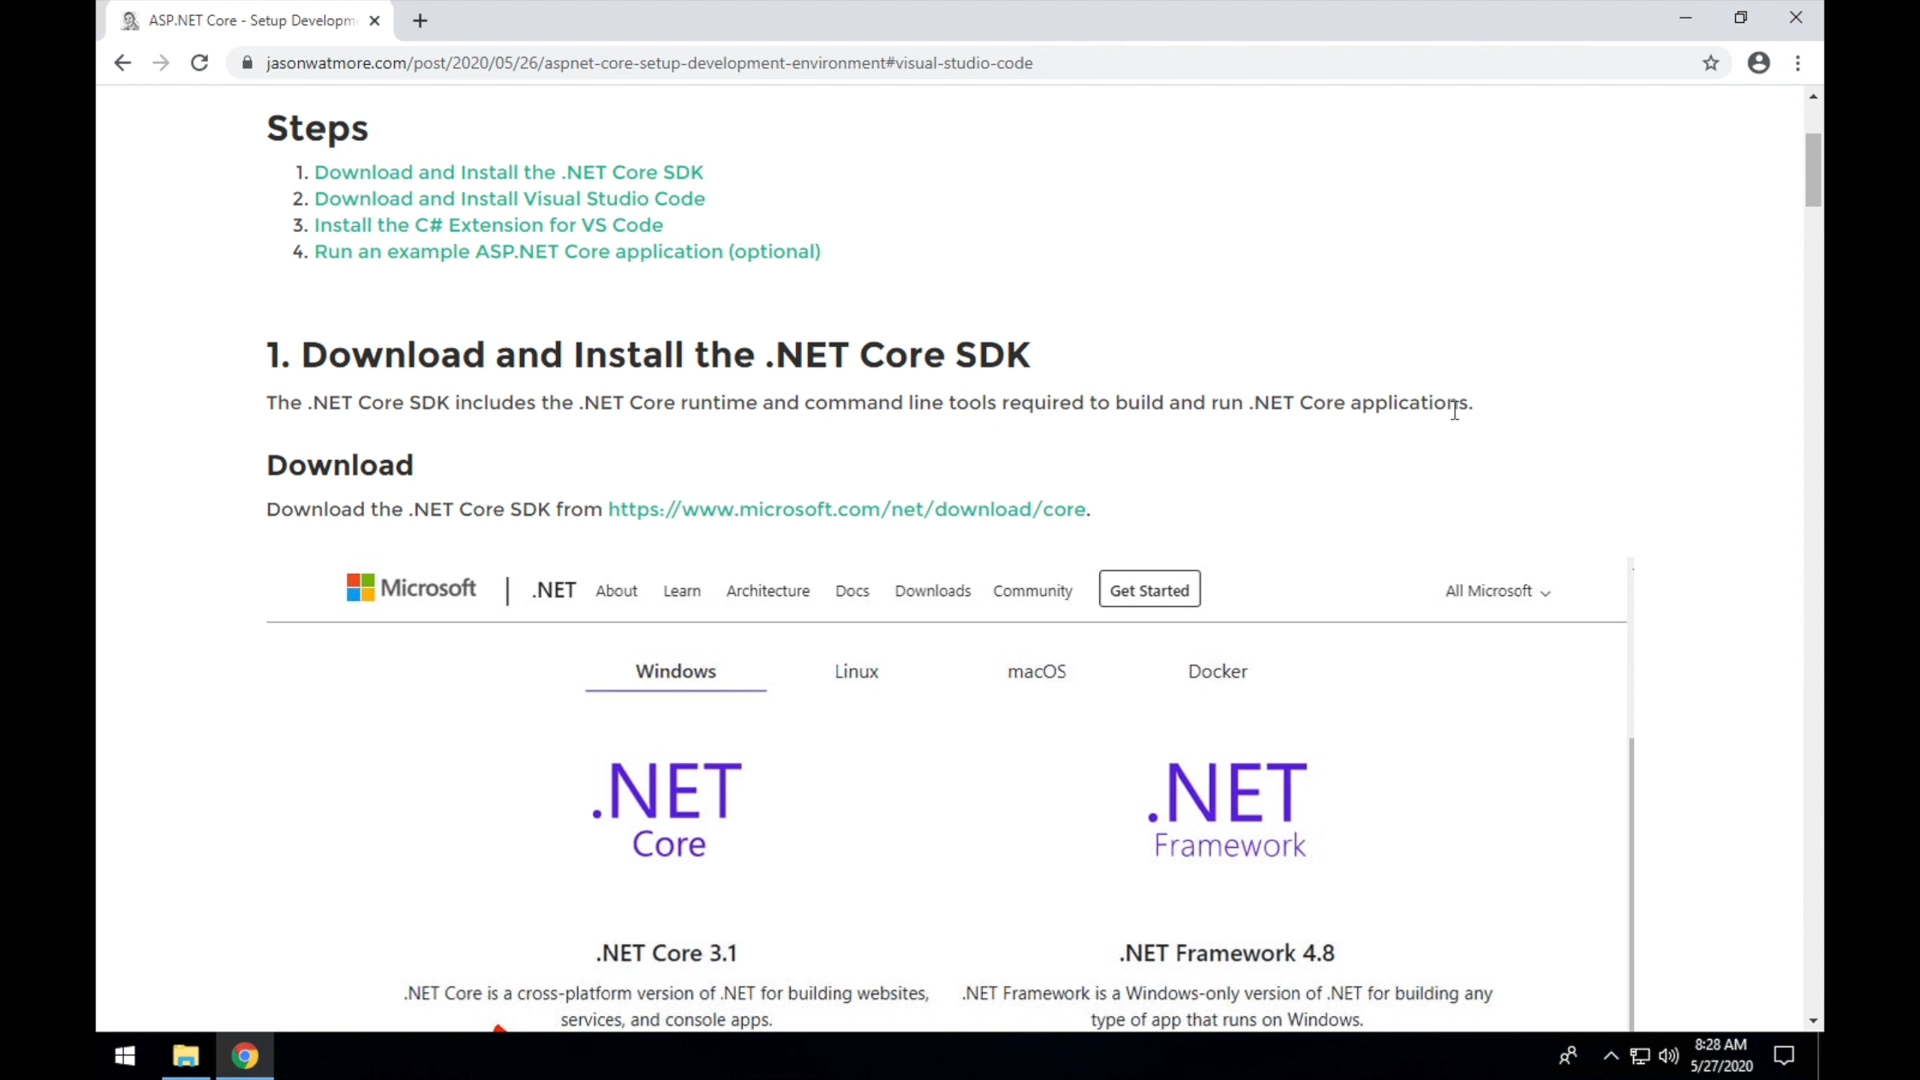 ASP.NET Core - Setup Developm
jasonwatmore.com/post/2020/05/26/aspnet-core-setup-development-environment#visual-studio-code
Steps
1. Download and Install the .NET Core SDK
2. Download and Install Visual Studio Code
3. Install the C# Extension for VS Code
4. Run an example ASP.NET Core application (optional)
1. Download and Install the .NET Core SDK
The .NET Core SDK includes the .NET Core runtime and command line tools required to build and run .NET Core applications.
Download
Download the .NET Core SDK from https://www.microsoft.com/net/download/core.
Microsoft | .NET About Learn Architecture Docs Downloads Community Get Started All Microsoft
Windows Linux macOS Docker
.NET Core
.NET Framework
.NET Core 3.1
.NET Framework 4.8
.NET Core is a cross-platform version of .NET for building websites,
services, and console apps.
.NET Framework is a Windows-only version of .NET for building any
type of app that runs on Windows.
8:28 AM
5/27/2020